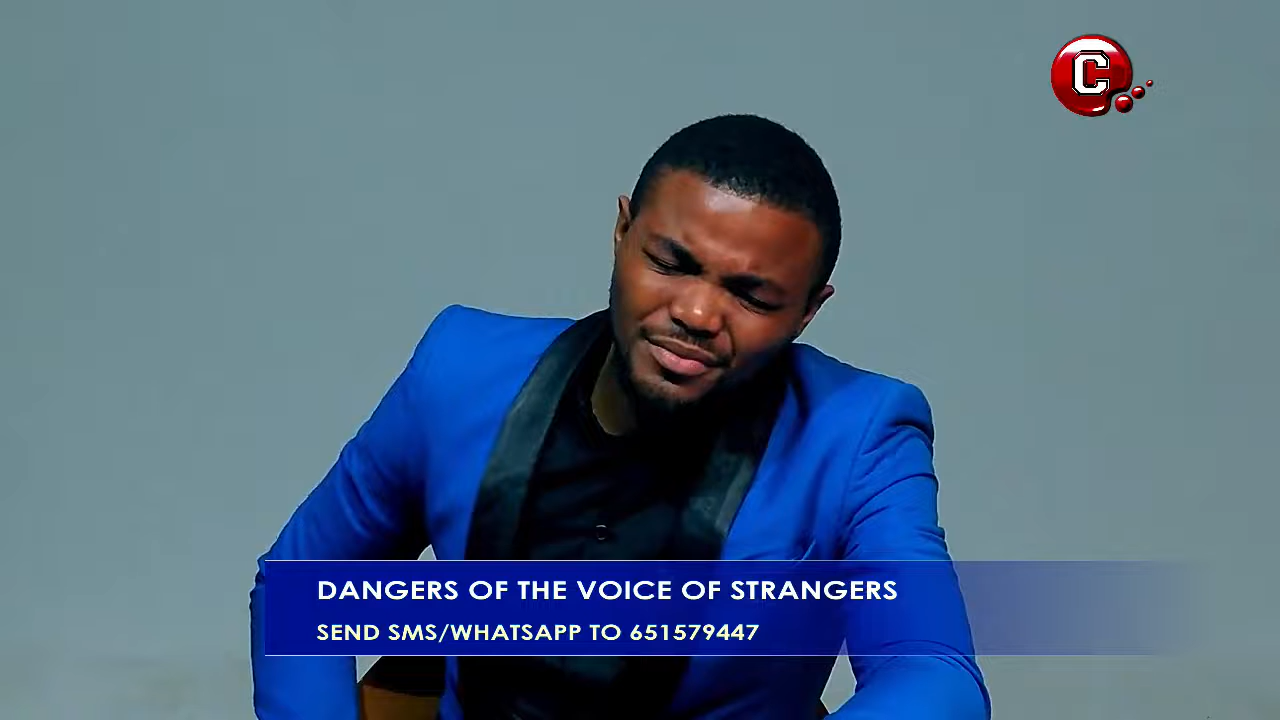 C
DANGERS OF THE VOICE OF STRANGERS
SEND SMS/WHATSAPP TO 651579447